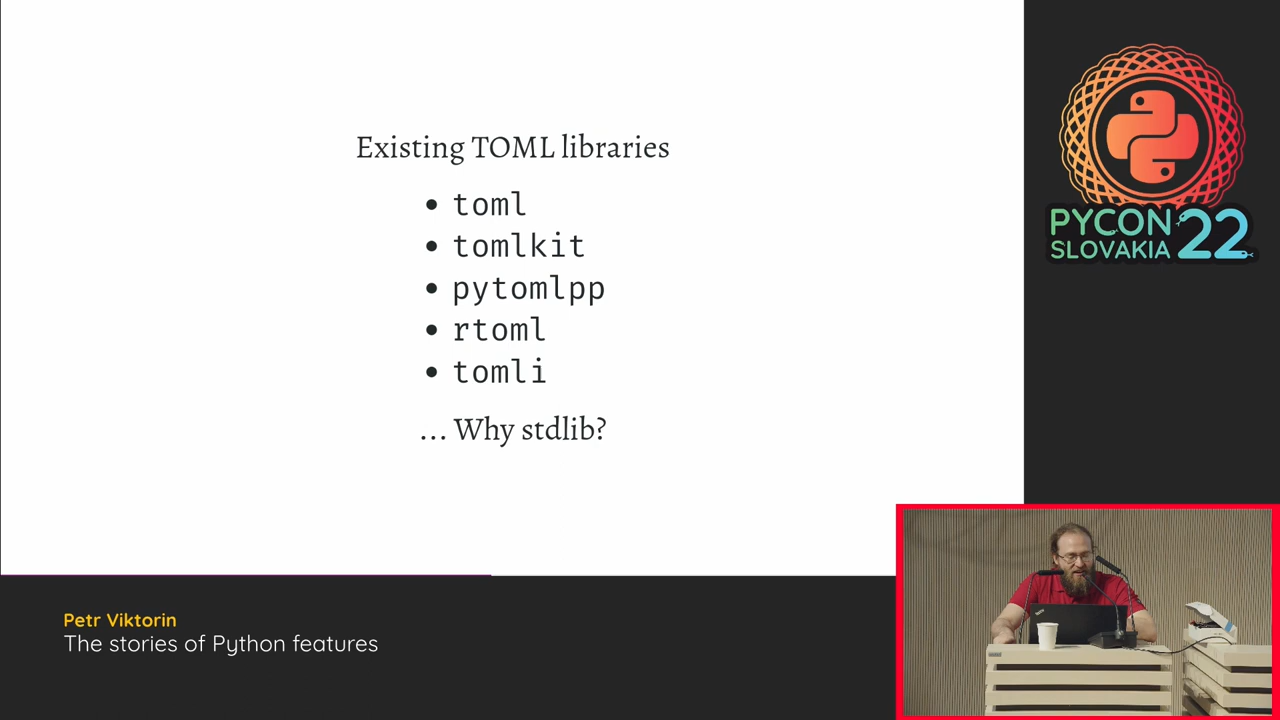 Existing TOML libraries
• toml
• tomlkit
• pytomlpp
• rtoml
• tomli
... Why stdlib?
PYCON
SLOVAKIA 22
Petr Viktorin
The stories of Python features